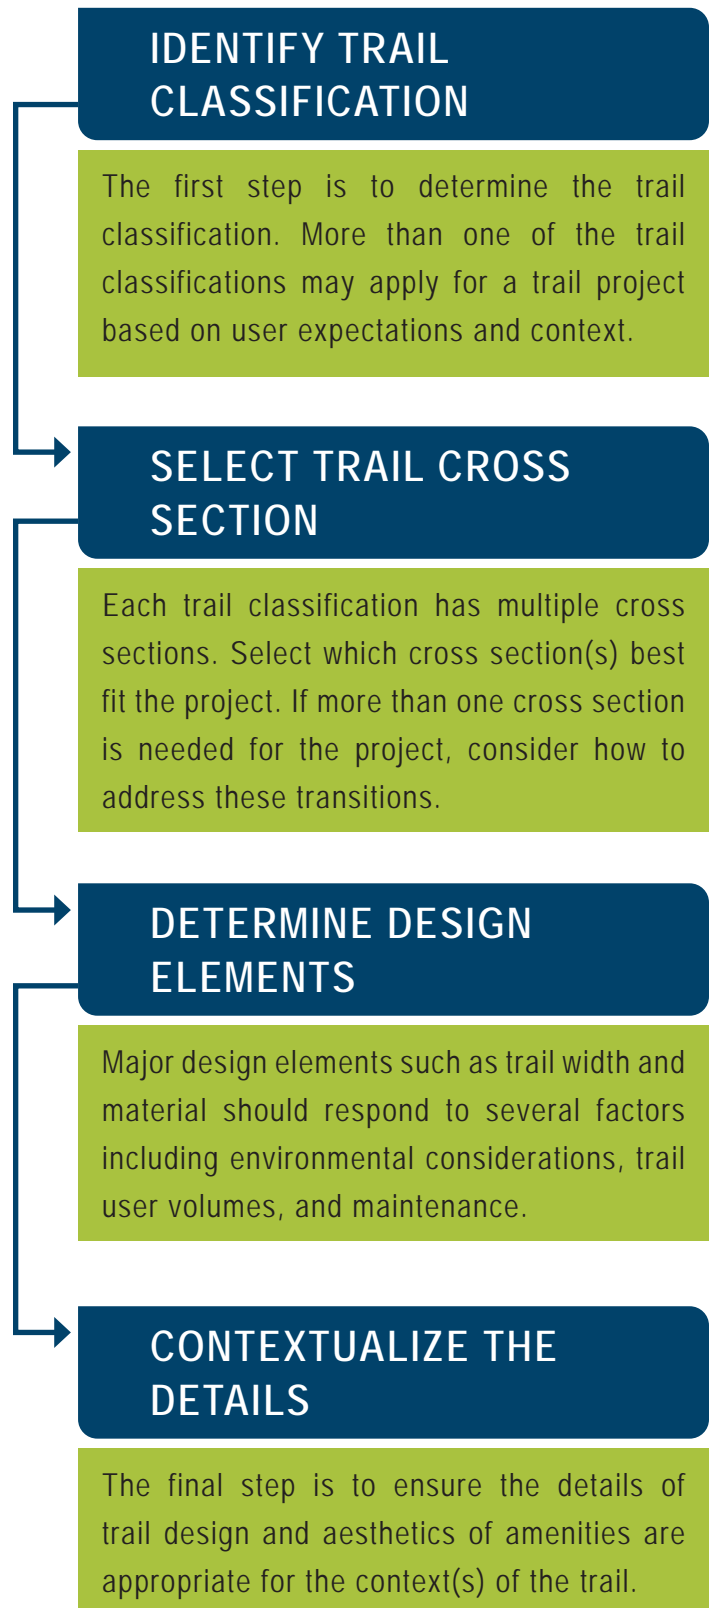 IDENTIFY TRAIL
CLASSIFICATION
The first step is to determine the trail
classification. More than one of the trail
classifications may apply for a trail project
based on user expectations and context.
SELECT TRAIL CROSS
SECTION
Each trail classification has multiple cross
sections. Select which cross section(s) best
fit the project. If more than one cross section
is needed for the project, consider how to
address these transitions.
DETERMINE DESIGN
ELEMENTS
Major design elements such as trail width and
material should respond to several factors
including environmental considerations, trail
user volumes, and maintenance.
CONTEXTUALIZE THE
DETAILS
The final step is to ensure the details of
trail design and aesthetics of amenities are
appropriate for the context(s) of the trail.